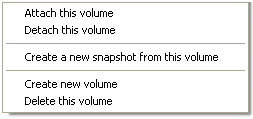 Attach this volume
Detach this volume
Create a new snapshot from this volume
Create new volume
Delete this volume